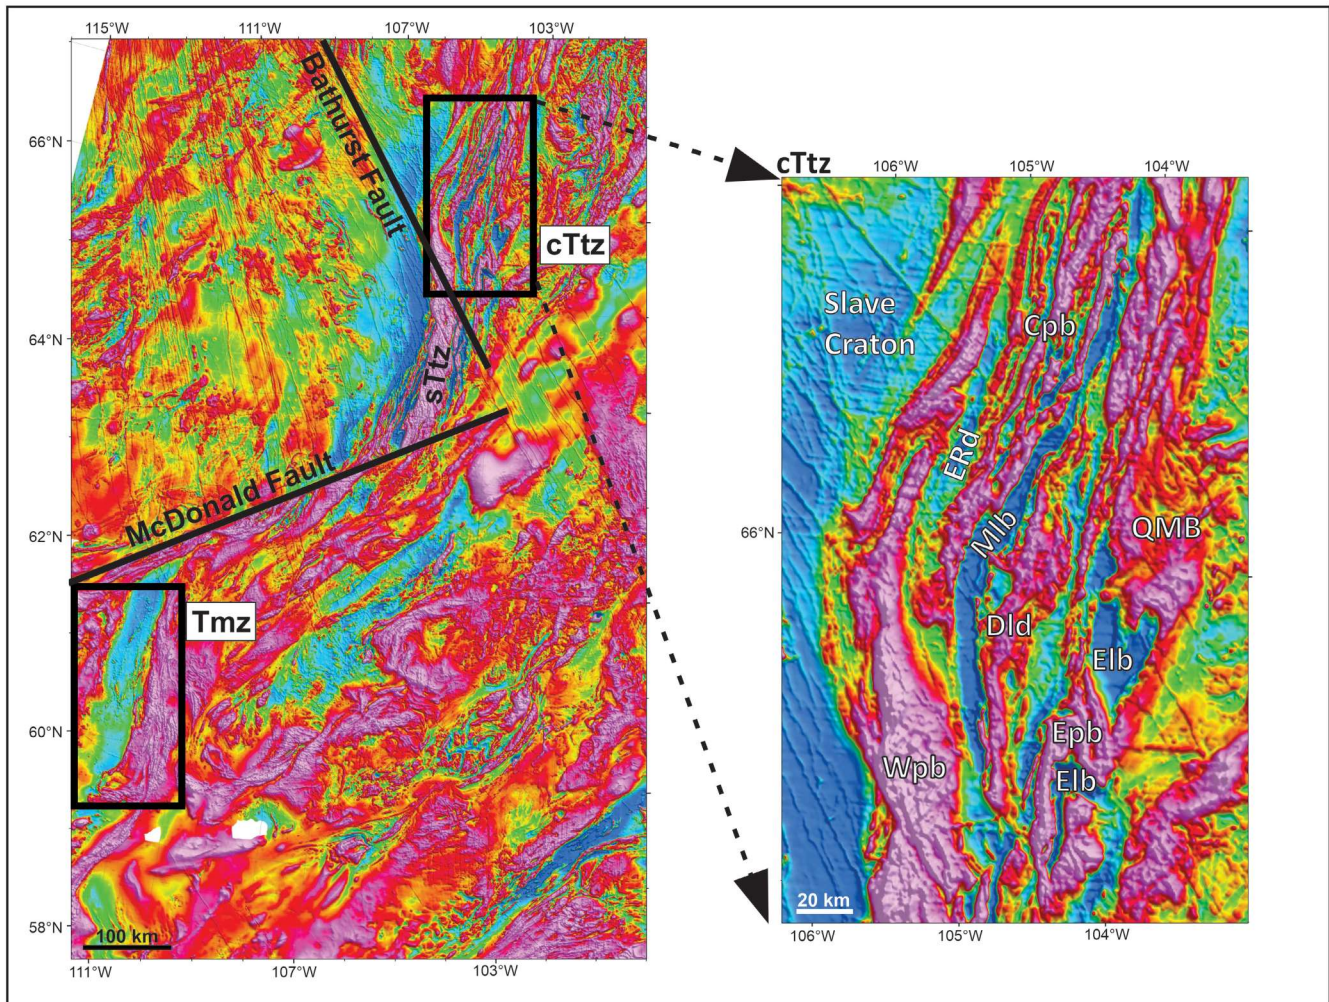 115°W 111°W 107°W 103°W
66°N
64°N
62°N
60°N
58°N
111°W 107°W 103°W
Bathurst Fault
cTtz
sTtz
McDonald Fault
Tmz
100 km
cTtz
106°W 105°W 104°W
Slave
Craton
Cpb
ERd
66°N
Mlb
QMB
Dld
Elb
Epb
Wpb
Elb
20 km
106°W 105°W 104°W